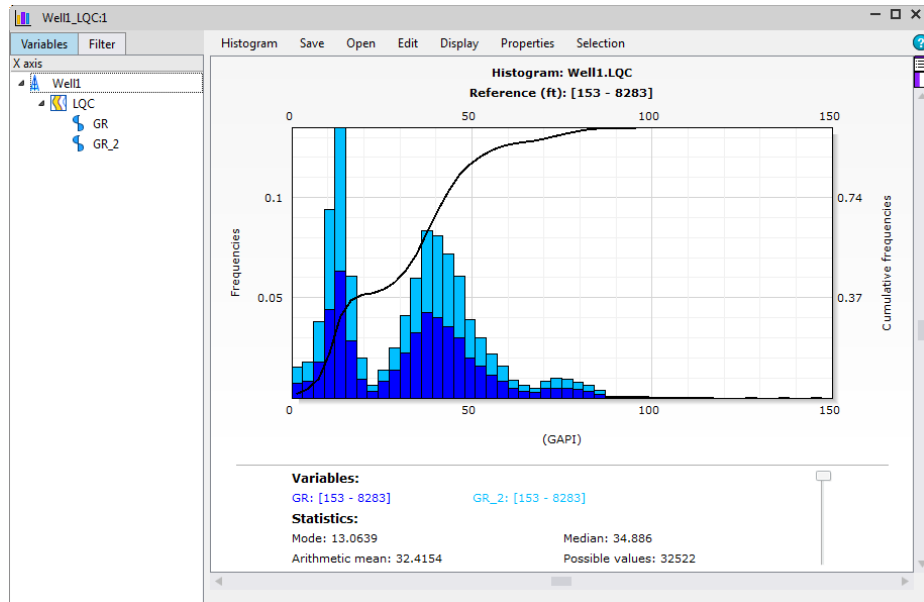 Well1_LQC:1
Variables Filter
X axis
Well1
LQC
GR
GR_2
Histogram Save Open Edit Display Properties Selection
?
Histogram: Well1.LQC
Reference (ft): [153 - 8283]
0 50 100 150
0.1 0.74
Frequencies
Cumulative frequencies
0.05 0.37
0 50 100 150
(GAPI)
Variables:
GR: [153 - 8283] GR_2: [153 - 8283]
Statistics:
Mode: 13.0639 Median: 34.886
Arithmetic mean: 32.4154 Possible values: 32522